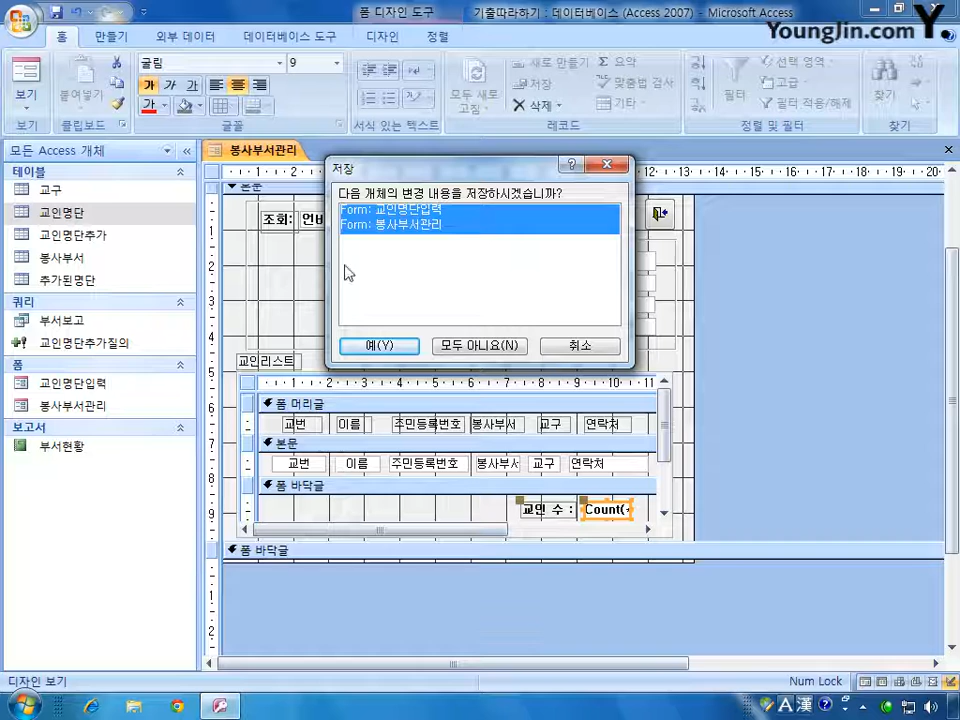 폼 디자인 도구
기출따라하기 : 데이터베이스 (Access 2007) - Microsoft Access
YoungJin.com Y.
홈
만들기
외부 데이터
데이터베이스 도구
디자인
정렬
보기
붙여넣기
굴림
9
가 가 가
가
모두 새로
고침
새로 만들기
저장
삭제
요약
맞춤법 검사
기타
필터
선택 영역
고급
필터 적용/해제
찾기
보기
클립보드
글꼴
서식 있는 텍스트
레코드
정렬 및 필터
찾기
모든 Access 개체
테이블
교구
교인명단
교인명단추가
봉사부서
추가된명단
쿼리
부서보고
교인명단추가질의
폼
교인명단입력
봉사부서관리
보고서
부서현황
봉사부서관리
본문
조회:
저장
다음 개체의 변경 내용을 저장하시겠습니까?
Form: 교인명단입력
Form: 봉사부서관리
예(Y)
모두 아니요(N)
취소
교인리스트
폼 머리글
교번 이름 주민등록번호 봉사부서 교구 연락처
본문
교번 이름 주민등록번호 봉사부서 교구 연락처
폼 바닥글
교인 수 : Count(
폼 바닥글
디자인 보기
Num Lock
A 漢